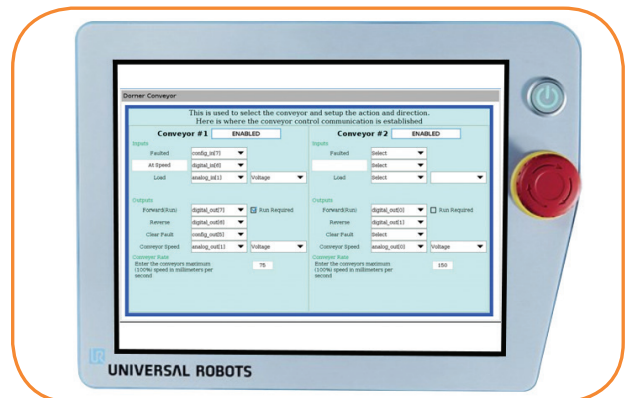 Dorner Conveyor
This is used to select the conveyor and setup the action and direction.
Here is where the conveyor control communication is established
Conveyor #1 ENABLED Conveyor #2 ENABLED
Inputs Inputs
Faulted config_in[7] Faulted Select
At Speed digital_in[8] digital_out[1]
Load analog_in[1] Voltage Load Select
Outputs Outputs
Forward(Run) digital_out[7] Run Required Forward(Run) digital_out[0] Run Required
Reverse digital_out[8] Reverse digital_out[1]
Clear Fault config_out[5] Clear Fault Select
Conveyor Speed analog_out[1] Voltage Conveyor Speed analog_out[0] Voltage
Conveyor Rate Conveyor Rate
Enter the conveyors maximum 75 Enter the conveyors maximum 150
(100%) speed in millimeters per (100%) speed in millimeters per
second second
UR
UNIVERSAL ROBOTS